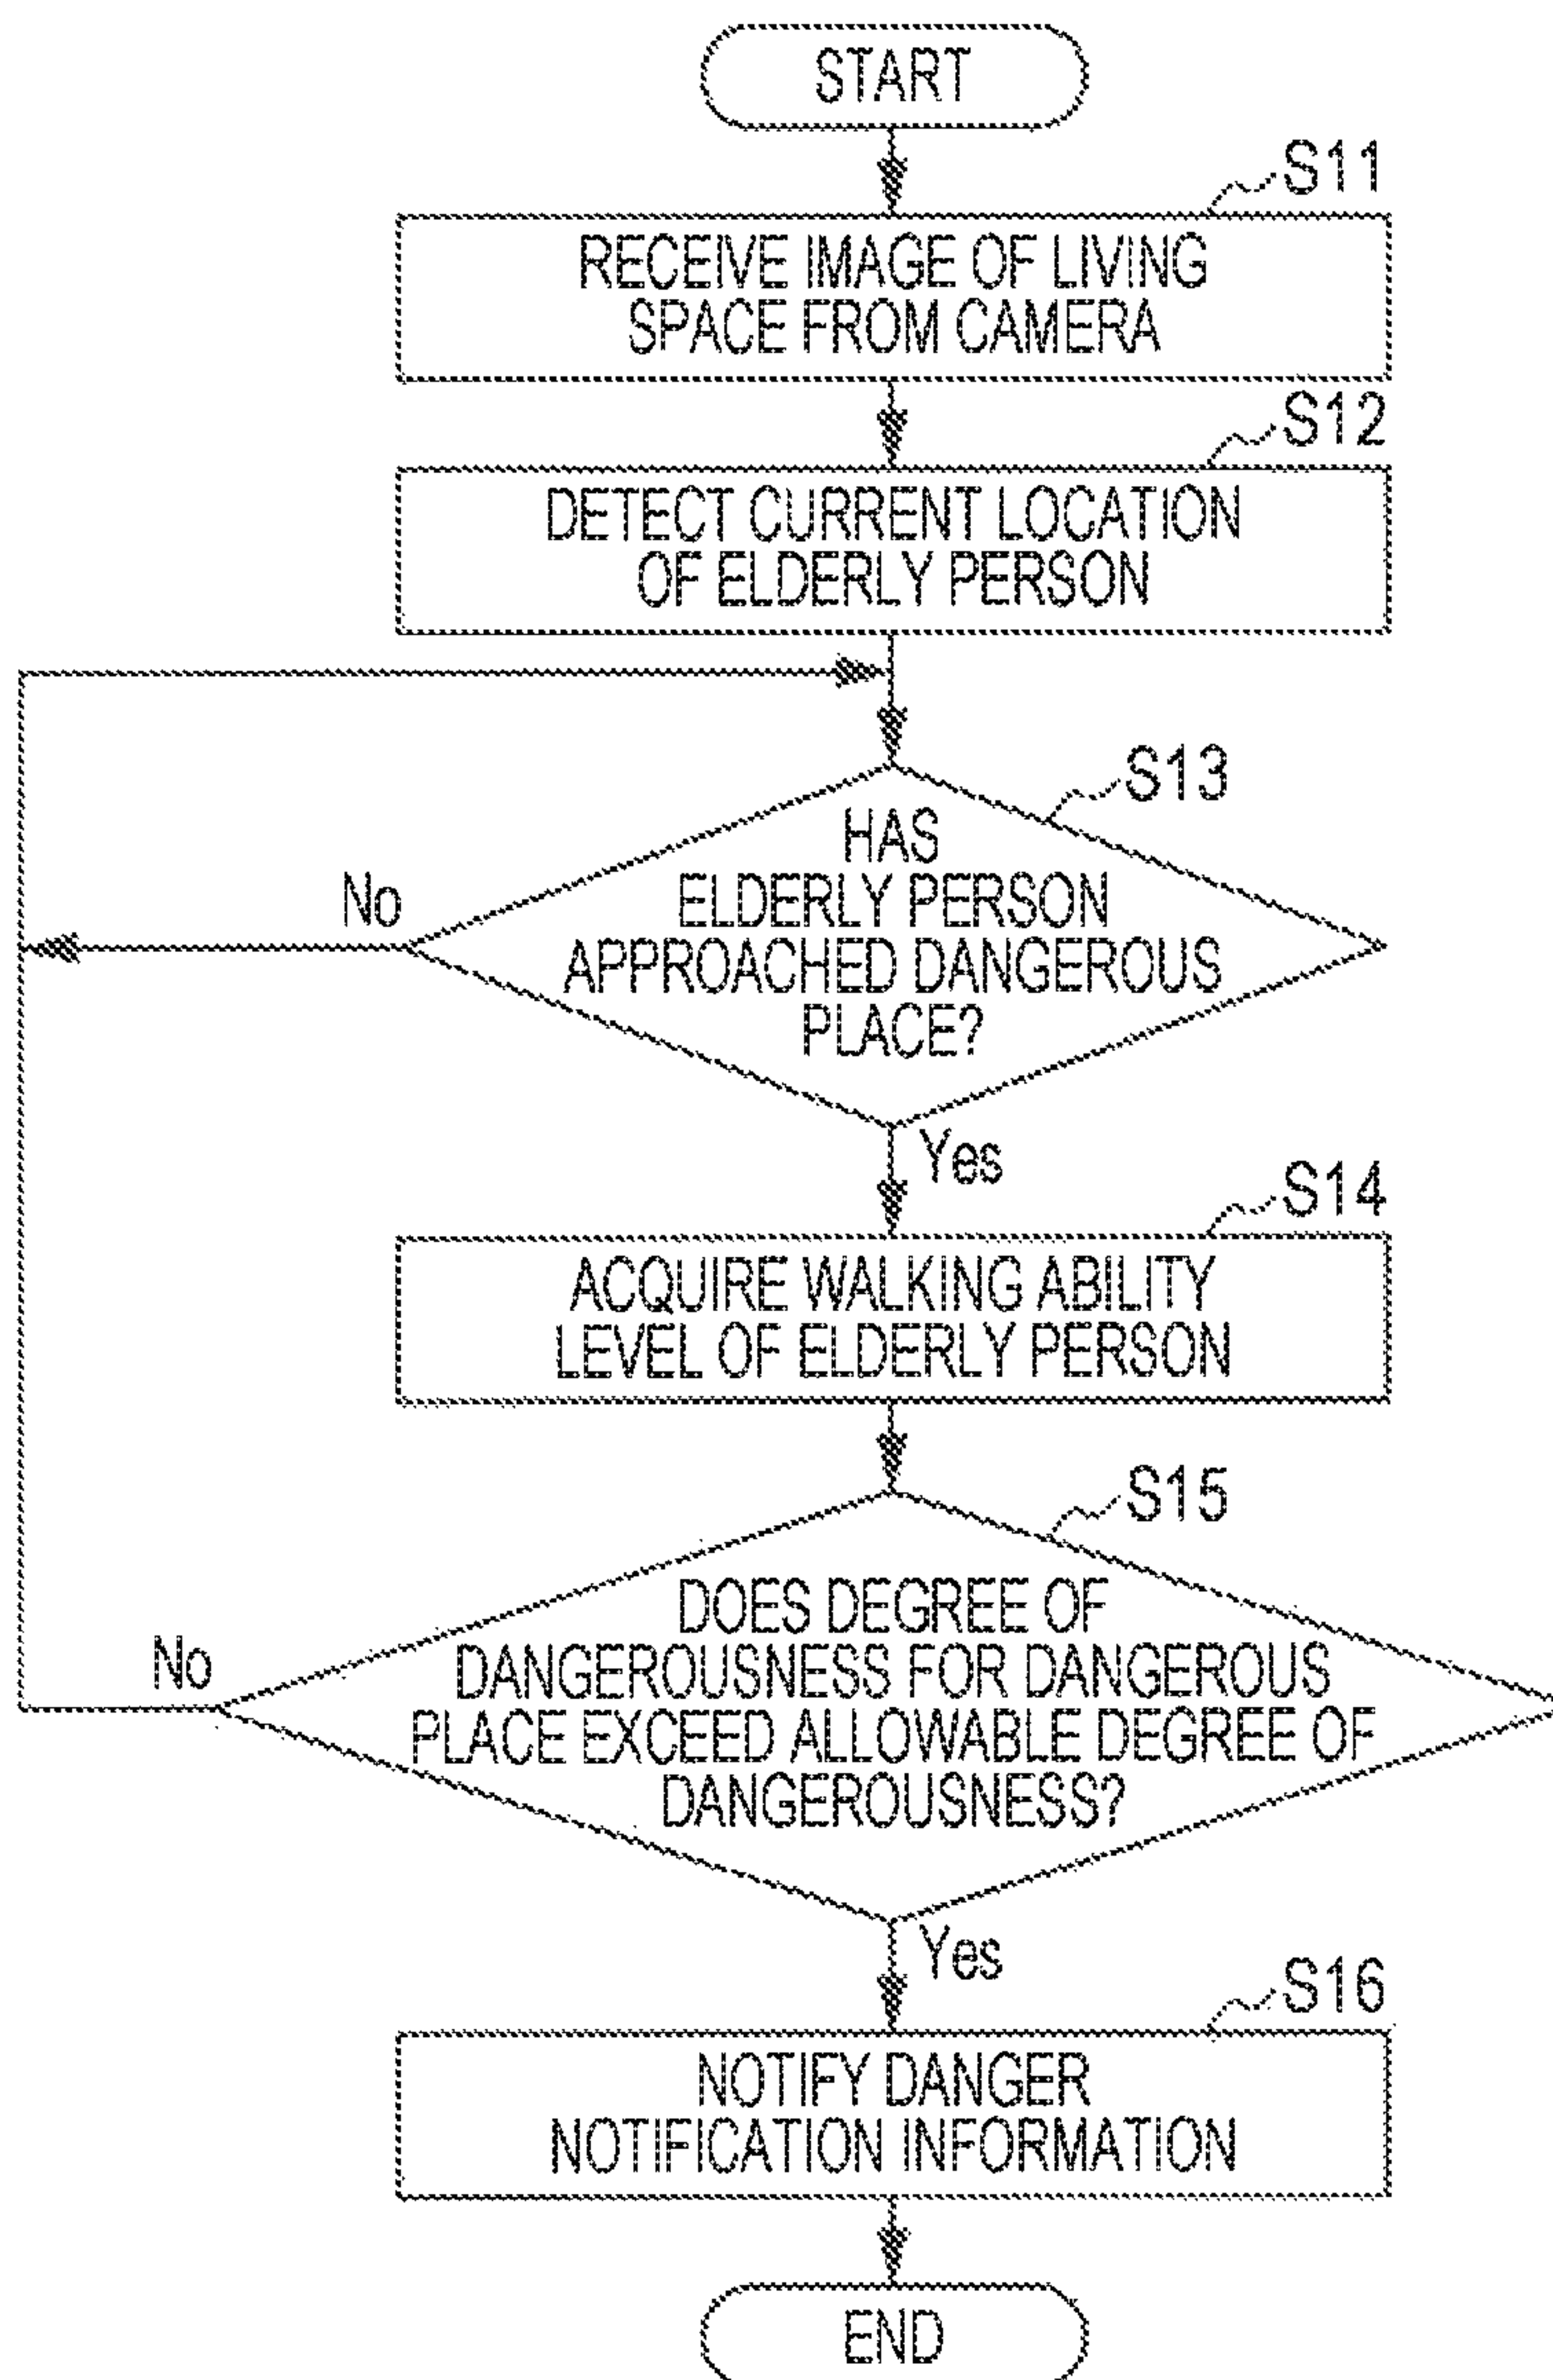 START
S11
RECEIVE IMAGE OF LIVING
SPACE FROM CAMERA
S12
DETECT CURRENT LOCATION
OF ELDERLY PERSON
S13
HAS
ELDERLY PERSON
APPROACHED DANGEROUS
PLACE?
No
Yes
S14
ACQUIRE WALKING ABILITY
LEVEL OF ELDERLY PERSON
S15
DOES DEGREE OF
DANGEROUSNESS FOR DANGEROUS
PLACE EXCEED ALLOWABLE DEGREE OF
DANGEROUSNESS?
No
Yes
S16
NOTIFY DANGER
NOTIFICATION INFORMATION
END